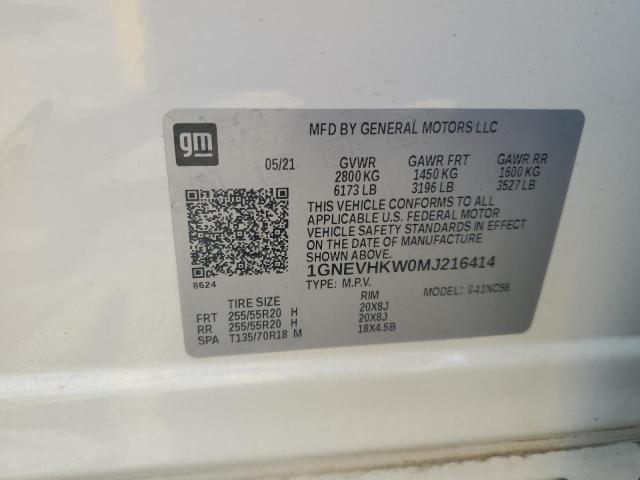 gm
MFD BY GENERAL MOTORS LLC
05/21 GVWR GAWR FRT GAWR RR
2800 KG 1450 KG 1600 KG
6173 LB 3196 LB 3527 LB
THIS VEHICLE CONFORMS TO ALL
APPLICABLE U.S. FEDERAL MOTOR
VEHICLE SAFETY STANDARDS IN EFFECT
ON THE DATE OF MANUFACTURE
SHOWN ABOVE.
1GNEVHKW0MJ216414
8624
TYPE: M.P.V. MODEL: 641NC56
TIRE SIZE RIM
FRT 255/55R20 H 20X8J
RR 255/55R20 H 20X8J
SPA T135/70R18 M 18X4.5B